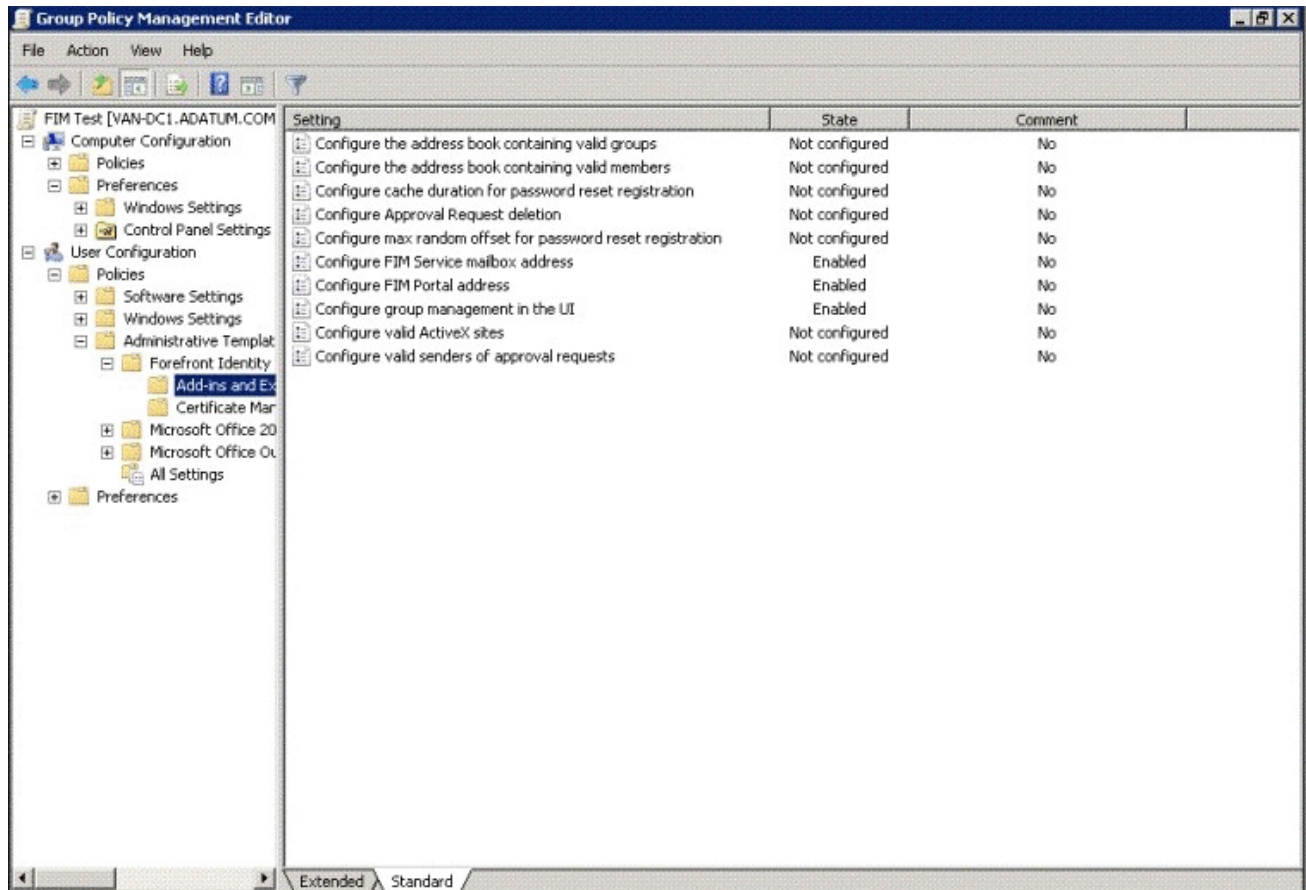 Group Policy Management Editor
File Action View Help
FIM Test [VAN-DC1.ADATUM.COM
Computer Configuration
Policies
Preferences
Windows Settings
Control Panel Settings
User Configuration
Policies
Software Settings
Windows Settings
Administrative Templat
Forefront Identity
Add-ins and Ex
Certificate Mar
Microsoft Office 20
Microsoft Office Ou
All Settings
Preferences
Setting State Comment
Configure the address book containing valid groups Not configured No
Configure the address book containing valid members Not configured No
Configure cache duration for password reset registration Not configured No
Configure Approval Request deletion Not configured No
Configure max random offset for password reset registration Not configured No
Configure FIM Service mailbox address Enabled No
Configure FIM Portal address Enabled No
Configure group management in the UI Enabled No
Configure valid ActiveX sites Not configured No
Configure valid senders of approval requests Not configured No
Extended Standard